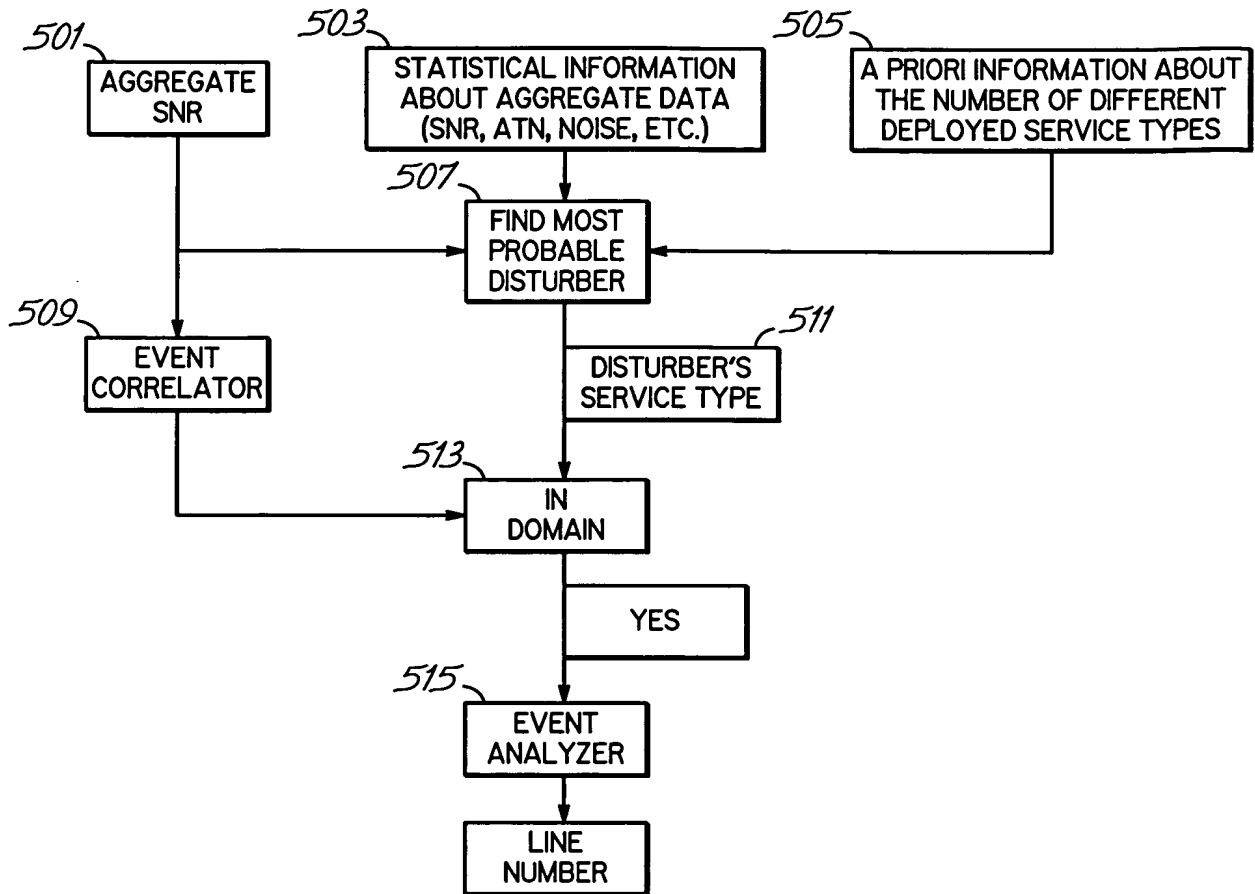 501
AGGREGATE
SNR
503
STATISTICAL INFORMATION
ABOUT AGGREGATE DATA
(SNR, ATN, NOISE, ETC.)
505
A PRIORI INFORMATION ABOUT
THE NUMBER OF DIFFERENT
DEPLOYED SERVICE TYPES
507
FIND MOST
PROBABLE
DISTURBER
509
EVENT
CORRELATOR
511
DISTURBER'S
SERVICE TYPE
513
IN
DOMAIN
YES
515
EVENT
ANALYZER
LINE
NUMBER